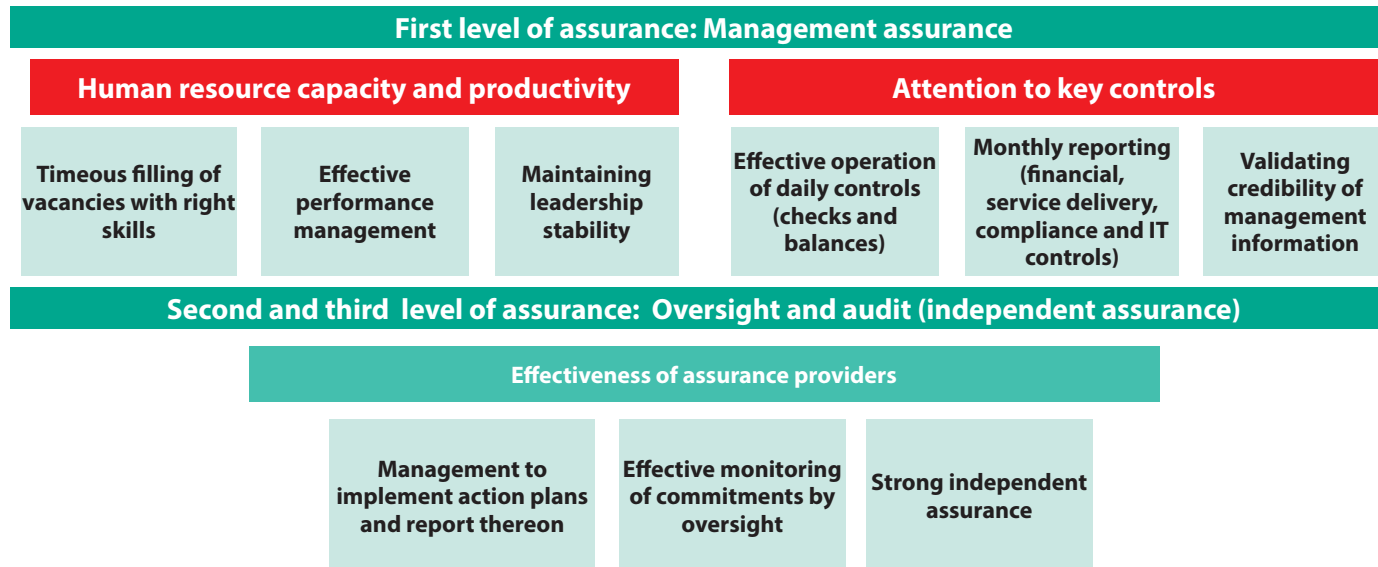 First level of assurance: Management assurance
Human resource capacity and productivity
Attention to key controls
Timeous filling of
vacancies with right
skills
Effective
performance
management
Maintaining
leadership
stability
Effective operation
of daily controls
(checks and
balances)
Monthly reporting
(financial,
service delivery,
compliance and IT
controls)
Validating
credibility of
management
information
Second and third level of assurance: Oversight and audit (independent assurance)
Effectiveness of assurance providers
Management to
implement action plans
and report thereon
Effective monitoring
of commitments by
oversight
Strong independent
assurance